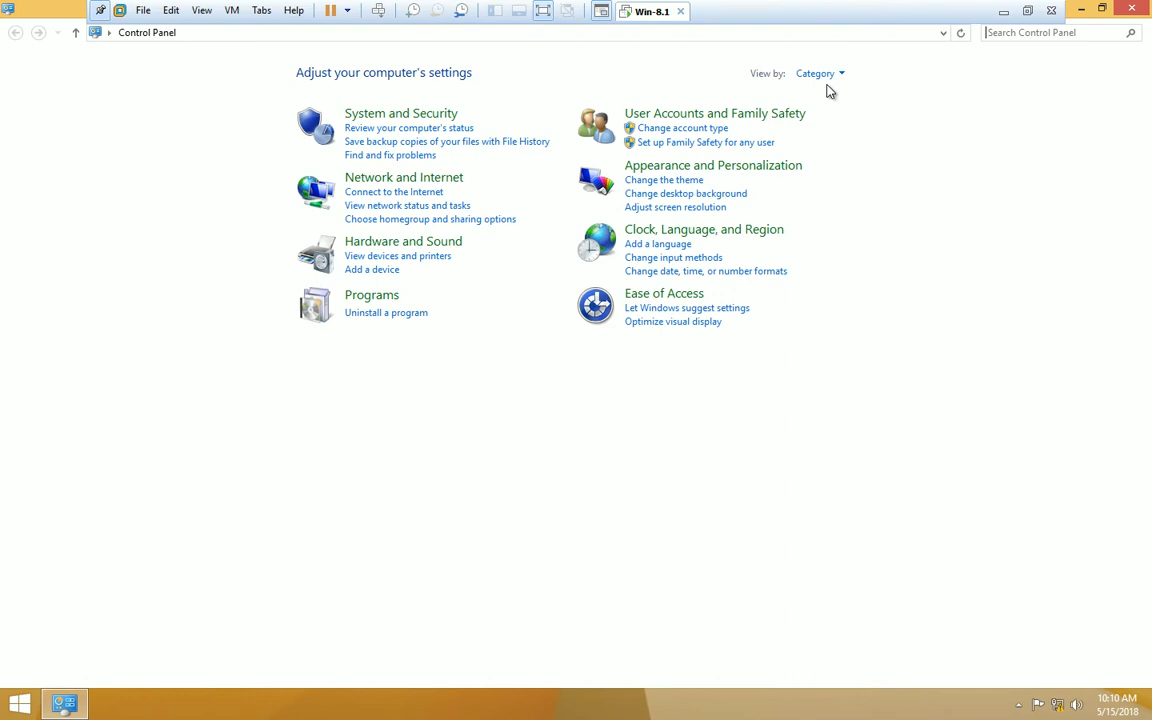 File Edit View VM Tabs Help Win-8.1
Control Panel Search Control Panel
Adjust your computer's settings View by: Category
System and Security
Review your computer's status
Save backup copies of your files with File History
Find and fix problems
Network and Internet
Connect to the Internet
View network status and tasks
Choose homegroup and sharing options
Hardware and Sound
View devices and printers
Add a device
Programs
Uninstall a program
User Accounts and Family Safety
Change account type
Set up Family Safety for any user
Appearance and Personalization
Change the theme
Change desktop background
Adjust screen resolution
Clock, Language, and Region
Add a language
Change input methods
Change date, time, or number formats
Ease of Access
Let Windows suggest settings
Optimize visual display
10:10 AM
5/15/2018